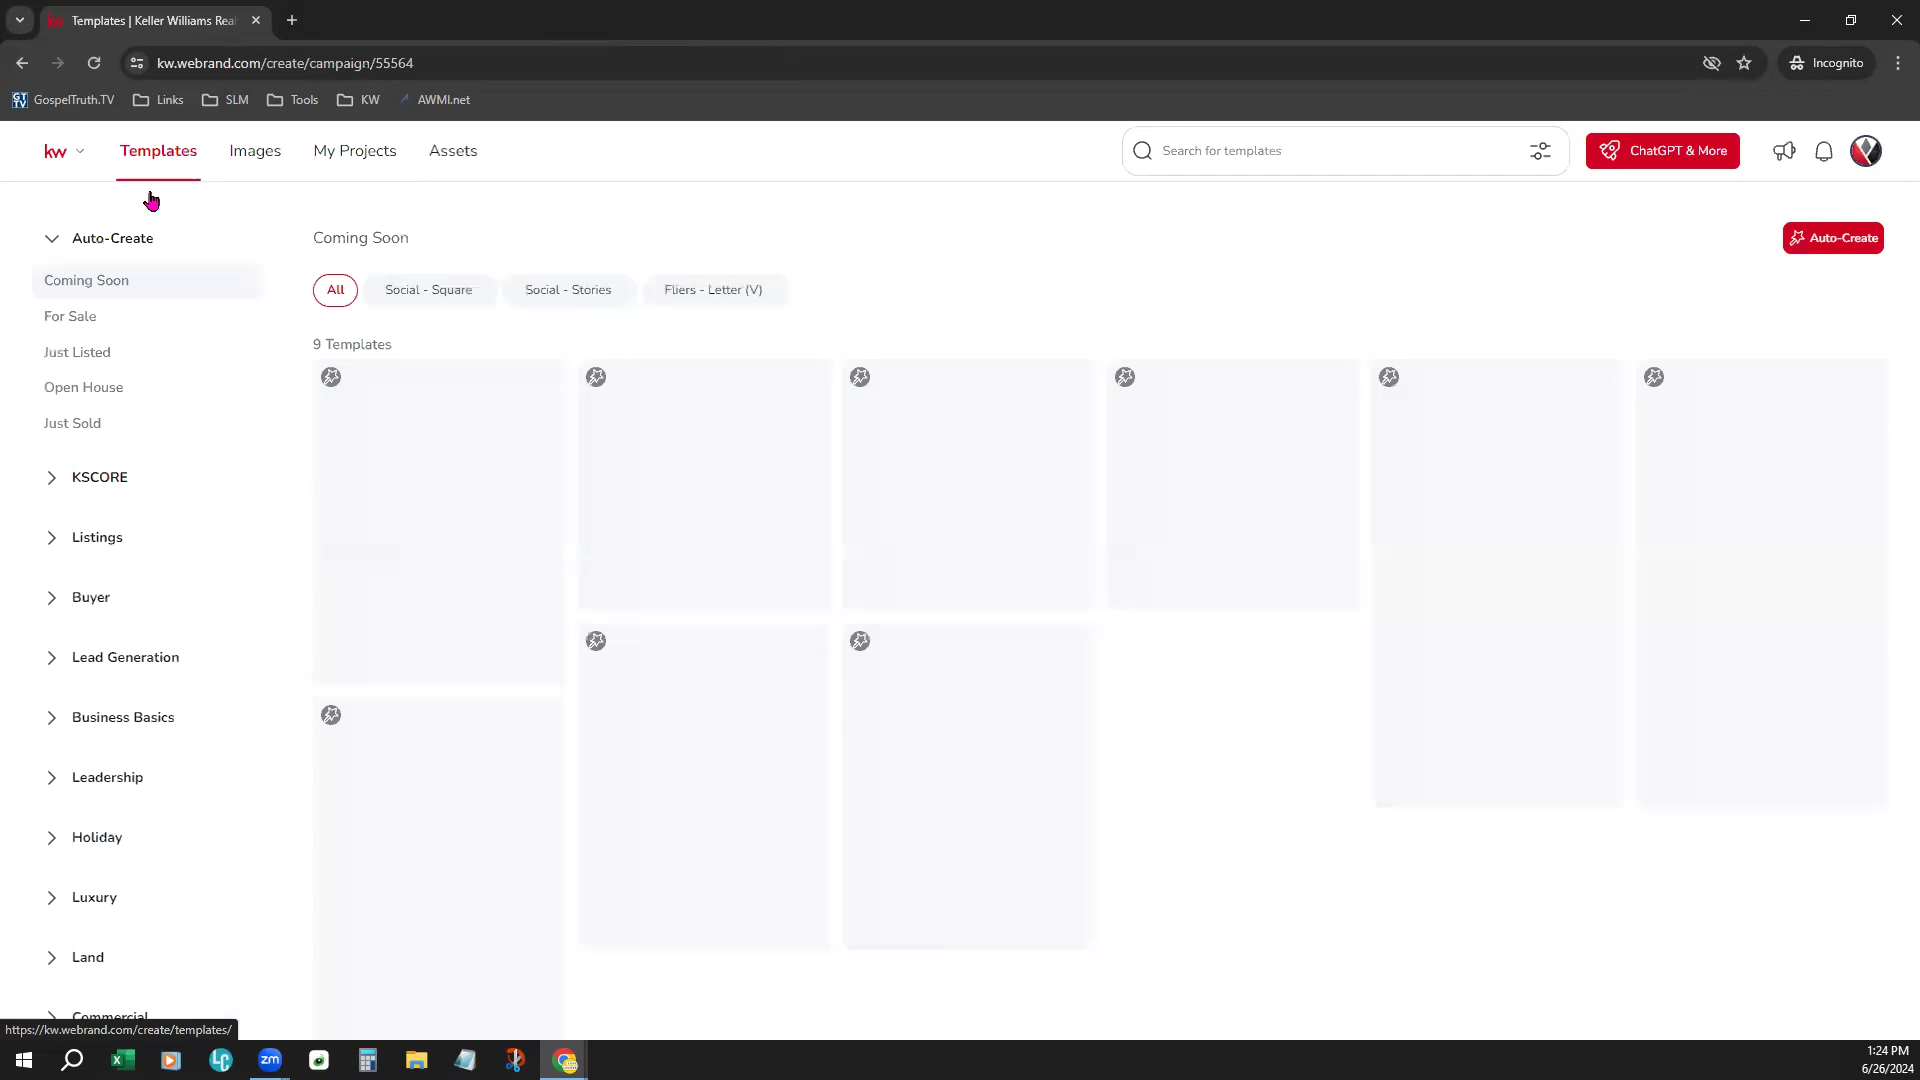 Templates | Keller Williams Rea
kw.webrand.com/create/campaign/55564
Incognito
GospelTruth.TV
Links
SLM
Tools
KW
AWMI.net
kw
Templates
Images
My Projects
Assets
Search for templates
ChatGPT & More
Auto-Create
Coming Soon
For Sale
Just Listed
Open House
Just Sold
KSCORE
Listings
Buyer
Lead Generation
Business Basics
Leadership
Holiday
Luxury
Land
Commercial
Coming Soon
Auto-Create
All
Social - Square
Social - Stories
Fliers - Letter (V)
9 Templates
https://kw.webrand.com/create/templates/
zm
1:24 PM
6/26/2024